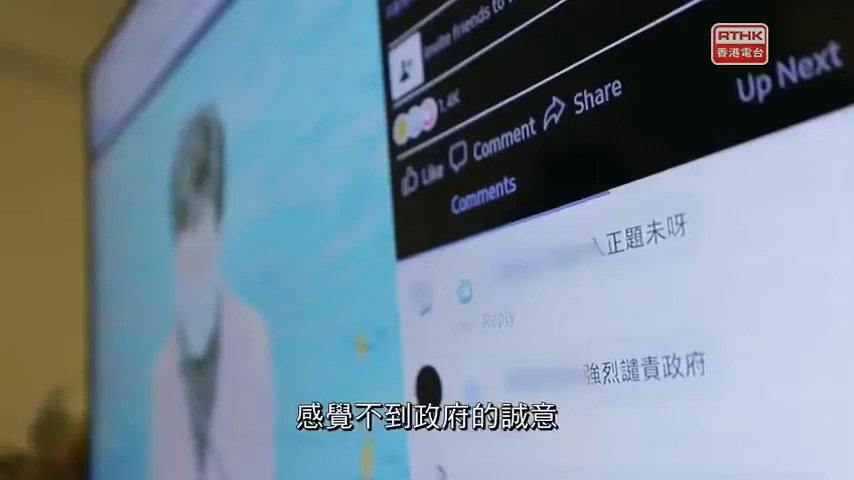 RTHK
香港電台
Invite friends to
Up Next
1.4K
Like
Comment
Share
Comments
入正題未呀
Reply
強烈譴責政府
感覺不到政府的誠意